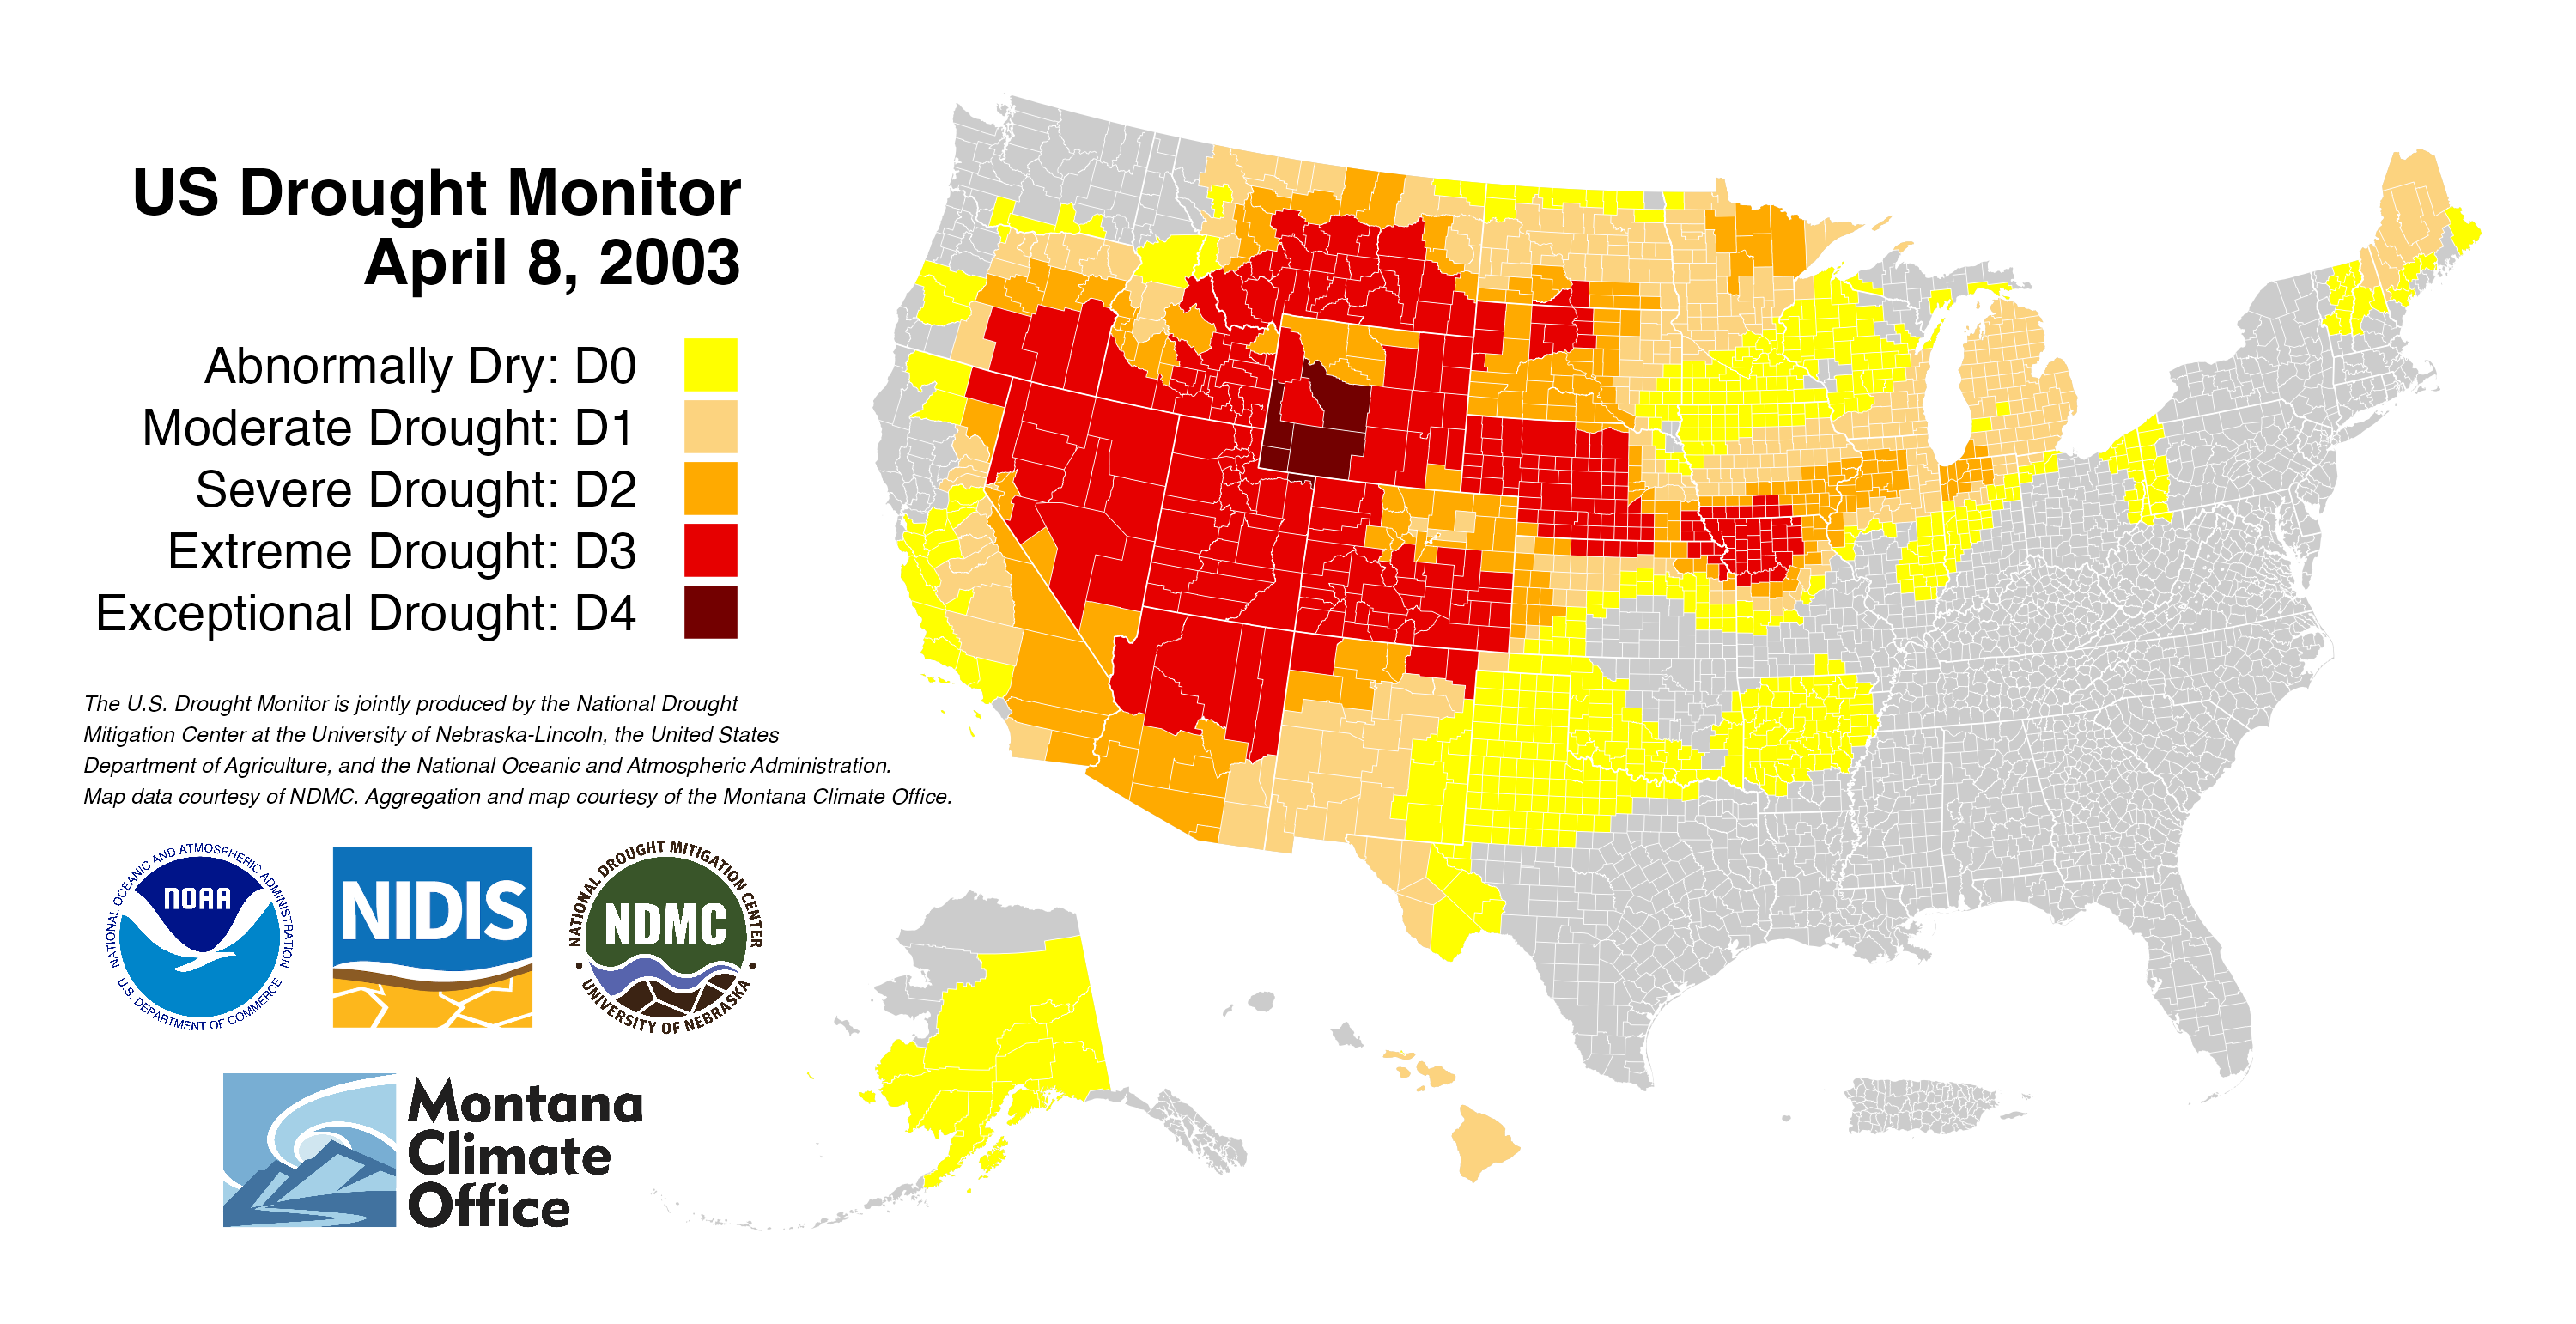 US Drought Monitor
April 8, 2003
Abnormally Dry: D0
Moderate Drought: D1
Severe Drought: D2
Extreme Drought: D3
Exceptional Drought: D4
The U.S. Drought Monitor is jointly produced by the National Drought
Mitigation Center at the University of Nebraska-Lincoln, the United States
Department of Agriculture, and the National Oceanic and Atmospheric Administration.
Map data courtesy of NDMC. Aggregation and map courtesy of the Montana Climate Office.
NATIONAL OCEANIC AND ATMOSPHERIC ADMINISTRATION
NOAA
U.S. DEPARTMENT OF COMMERCE
NIDIS
NATIONAL DROUGHT MITIGATION CENTER
NDMC
UNIVERSITY OF NEBRASKA
Montana
Climate
Office